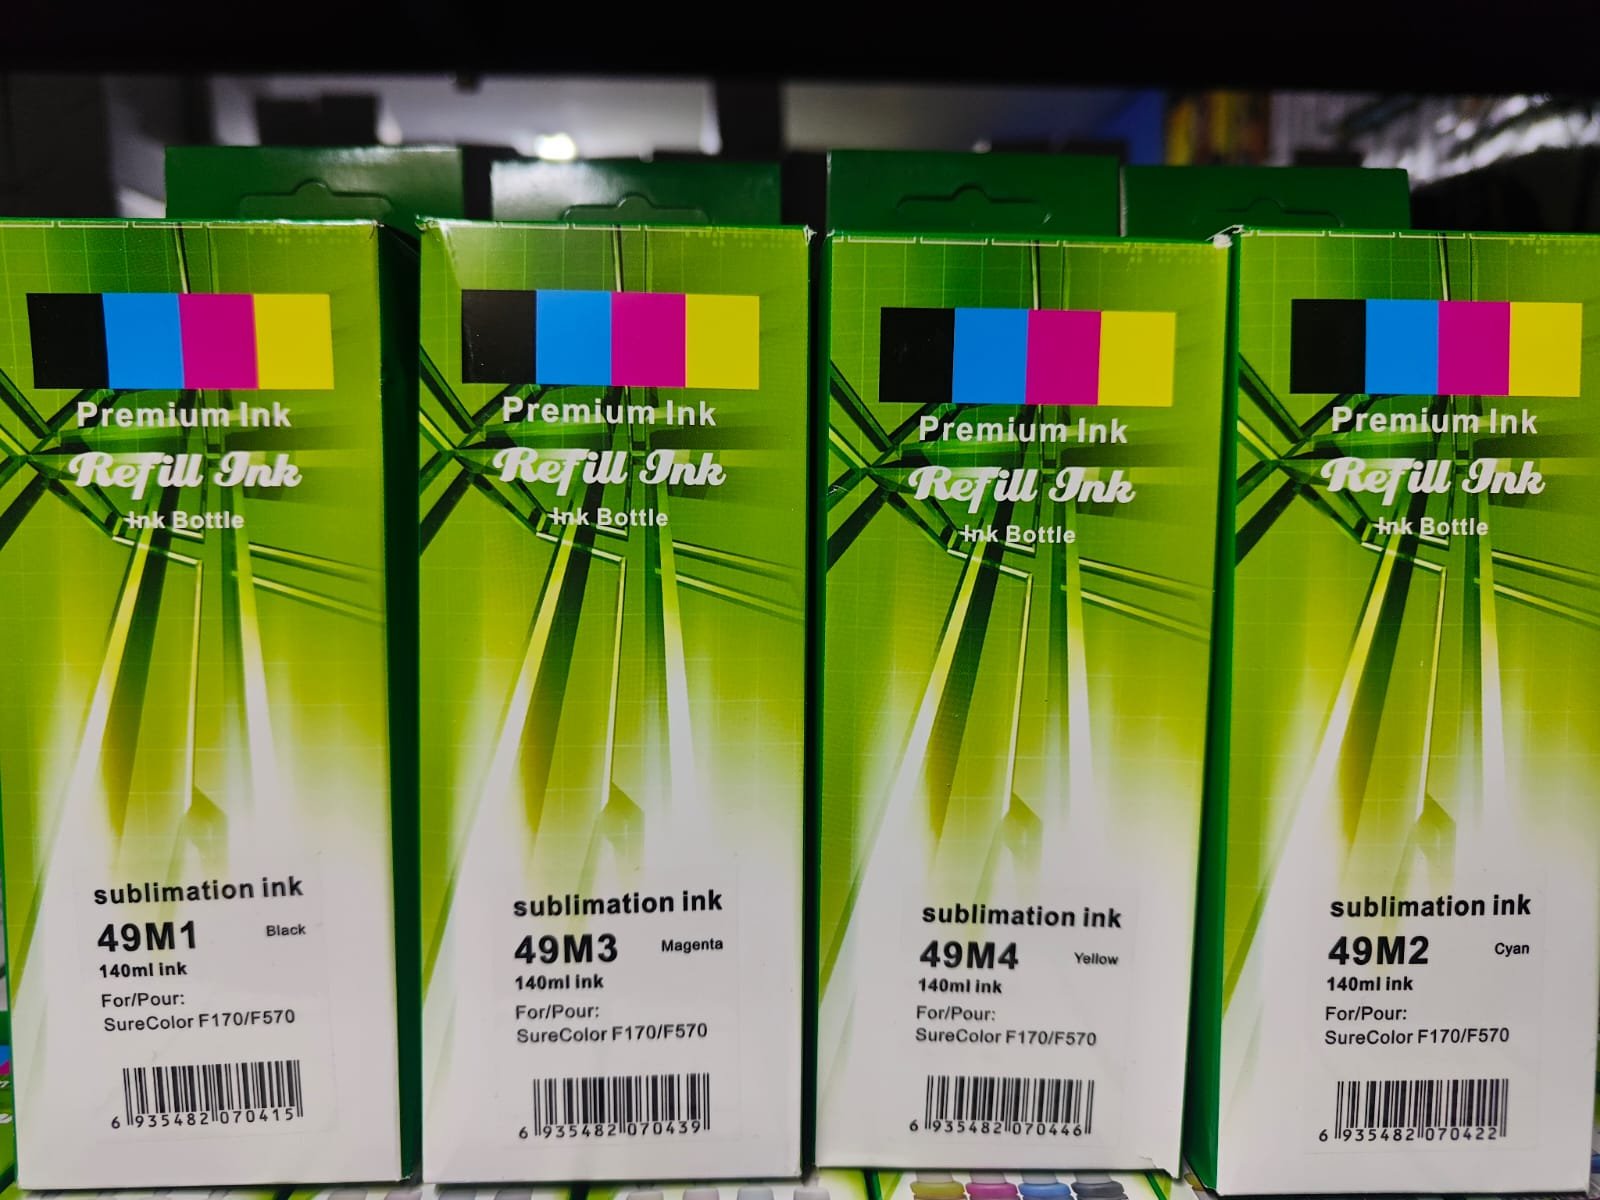 Premium Ink
Refill Ink
Ink Bottle
sublimation ink
49M1 Black
140ml ink
For/Pour:
SureColor F170/F570
6 935482 070415
Premium Ink
Refill Ink
Ink Bottle
sublimation ink
49M3 Magenta
140ml ink
For/Pour:
SureColor F170/F570
6 935482 070439
Premium Ink
Refill Ink
Ink Bottle
sublimation ink
49M4 Yellow
140ml ink
For/Pour:
SureColor F170/F570
6 935482 070446
Premium Ink
Refill Ink
Ink Bottle
sublimation ink
49M2 Cyan
140ml ink
For/Pour:
SureColor F170/F570
6 935482 070422